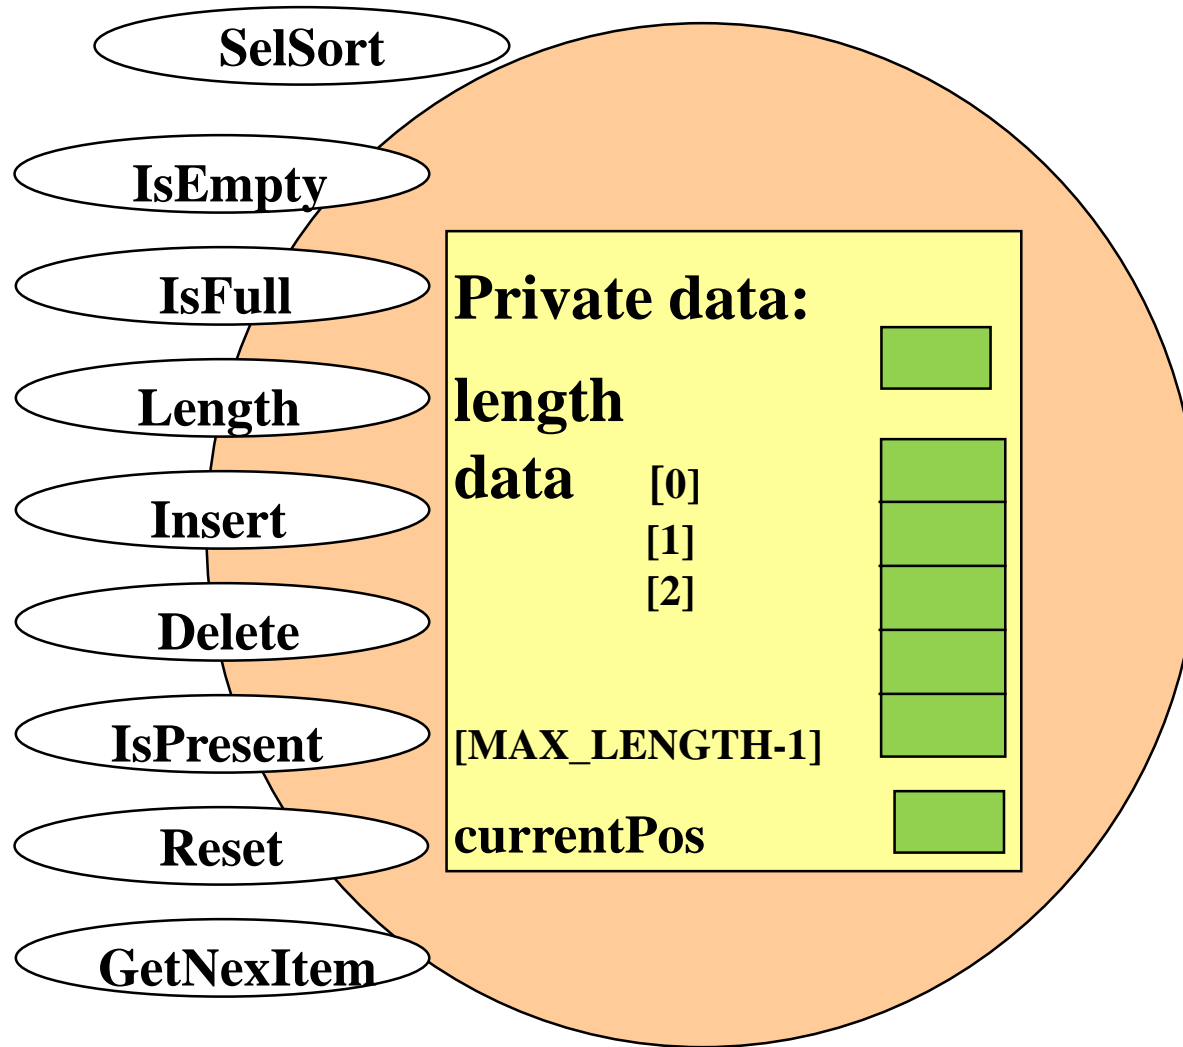 SelSort
IsEmpty
IsFull
Length
Insert
Delete
IsPresent
Reset
GetNexItem
Private data:
length
data [0]
[1]
[2]
[MAX_LENGTH-1]
currentPos